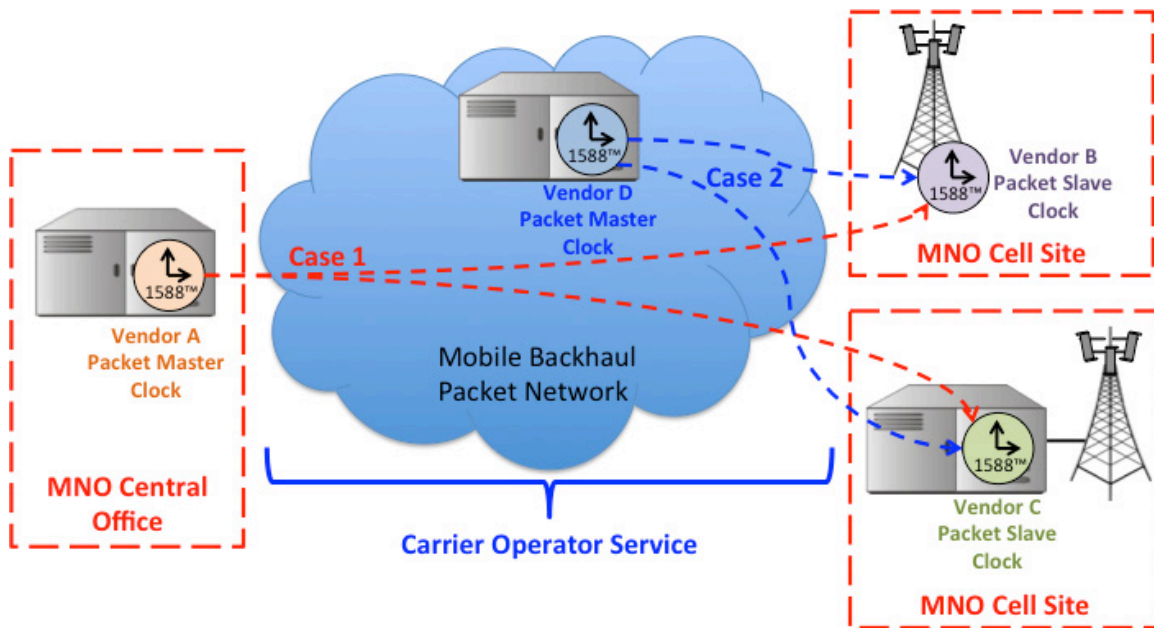 1588™
Vendor A
Packet Master
Clock
MNO Central
Office
Case 1
1588™
Vendor D
Packet Master
Clock
Case 2
Mobile Backhaul
Packet Network
Carrier Operator Service
1588™
Vendor B
Packet Slave
Clock
MNO Cell Site
1588™
Vendor C
Packet Slave
Clock
MNO Cell Site